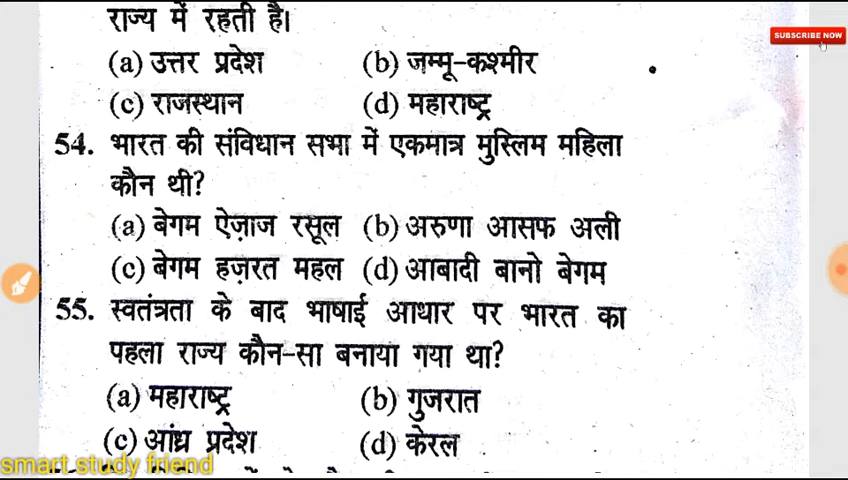 राज्य में रहती है।
SUBSCRIBE NOW
(a) उत्तर प्रदेश (b) जम्मू-कश्मीर
(c) राजस्थान (d) महाराष्ट्र
54. भारत की संविधान सभा में एकमात्र मुस्लिम महिला
कौन थी?
(a) बेगम ऐज़ाज रसूल (b) अरुणा आसफ अली
(c) बेगम हज़रत महल (d) आबादी बानो बेगम
55. स्वतंत्रता के बाद भाषाई आधार पर भारत का
पहला राज्य कौन-सा बनाया गया था?
(a) महाराष्ट्र (b) गुजरात
(c) आंध्र प्रदेश (d) केरल
smart study friend